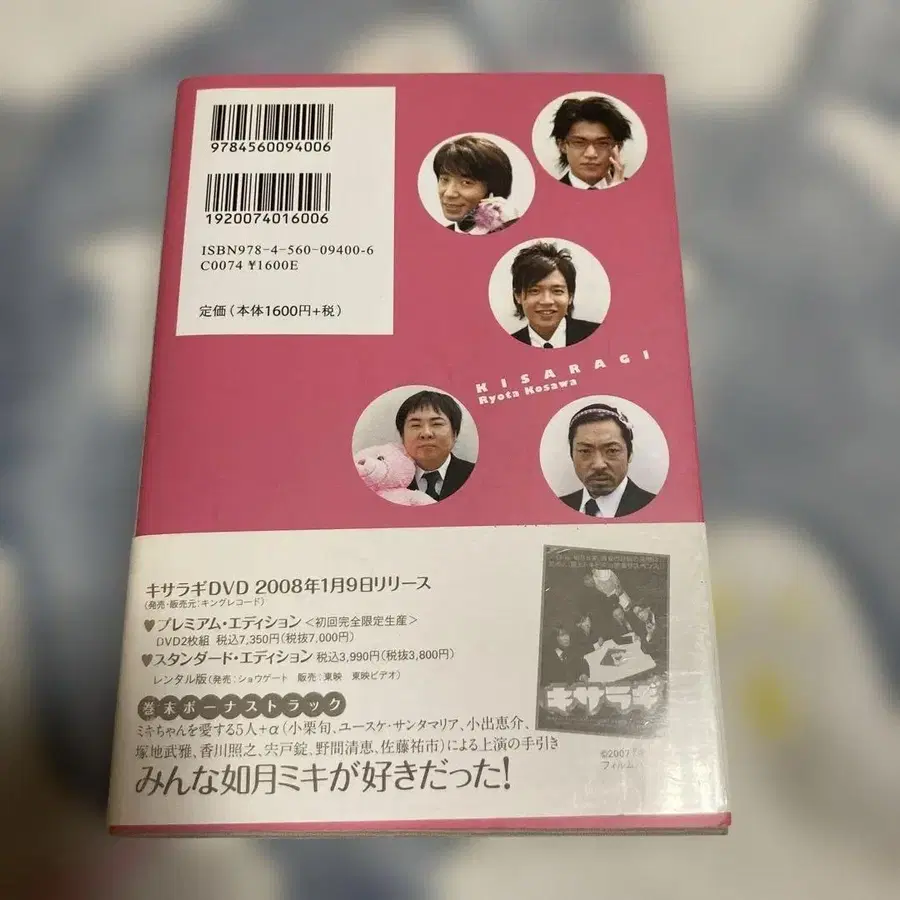 9784560094006
1920074016006
ISBN978-4-560-09400-6
C0074 ¥1600E
定価(本体1600円+税)
KISARAGI
Ryota Kosawa
キサラギDVD 2008年1月9日リリース
(発売・販売元:キングレコード)
♥プレミアム・エディション<初回完全限定生産>
DVD2枚組 税込7,350円(税抜7,000円)
♥スタンダード・エディション 税込3,990円(税抜3,800円)
レンタル版(発売:ショウゲート 販売:東映 東映ビデオ)
巻末ボーナストラック
ミキちゃんを愛する5人+α(小栗旬、ユースケ・サンタマリア、小出恵介、
塚地武雅、香川照之、宍戸錠、野間清恵、佐藤祐市)による上演の手引き
みんな如月ミキが好きだった!
キサラギ
©2007
フィルム